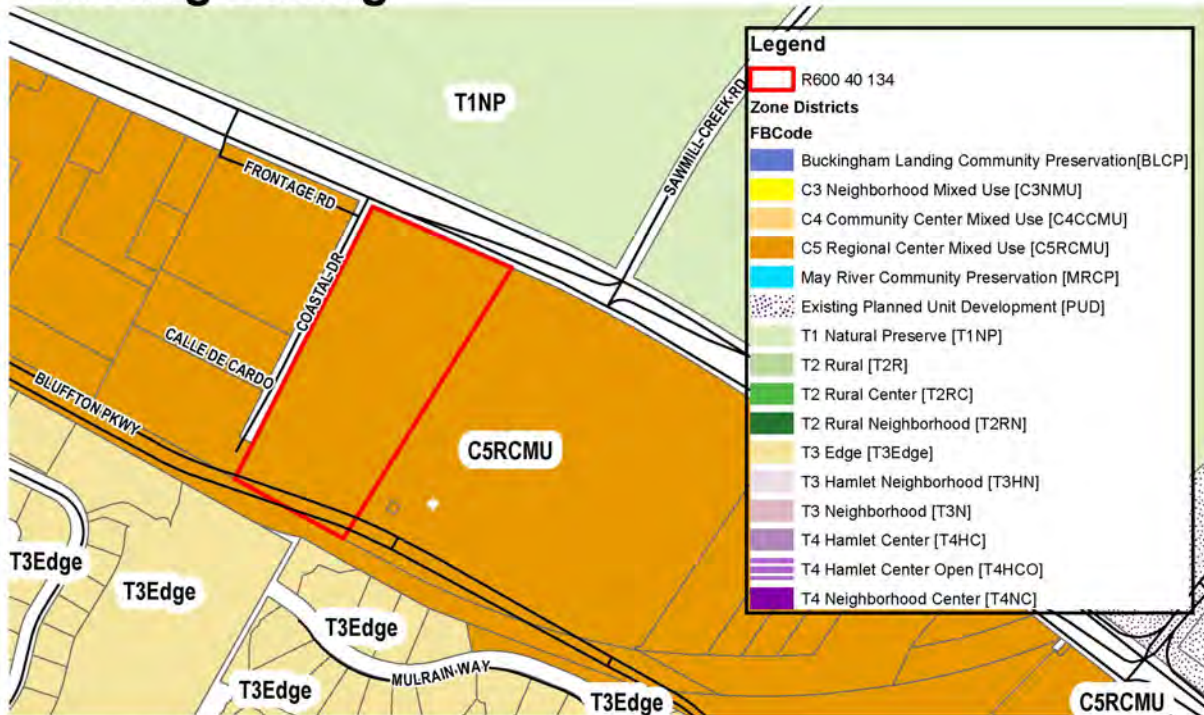 T1NP
SAWMILL CREEK RD
FRONTAGE RD
COASTAL DR
CALLE DE CARDO
BLUFFTON PKWY
C5RCMU
T3Edge
T3Edge
T3Edge
MULRAIN WAY
T3Edge
T3Edge
C5RCMU
Legend
R600 40 134
Zone Districts
FBCode
Buckingham Landing Community Preservation[BLCP]
C3 Neighborhood Mixed Use [C3NMU]
C4 Community Center Mixed Use [C4CCMU]
C5 Regional Center Mixed Use [C5RCMU]
May River Community Preservation [MRCP]
Existing Planned Unit Development [PUD]
T1 Natural Preserve [T1NP]
T2 Rural [T2R]
T2 Rural Center [T2RC]
T2 Rural Neighborhood [T2RN]
T3 Edge [T3Edge]
T3 Hamlet Neighborhood [T3HN]
T3 Neighborhood [T3N]
T4 Hamlet Center [T4HC]
T4 Hamlet Center Open [T4HCO]
T4 Neighborhood Center [T4NC]